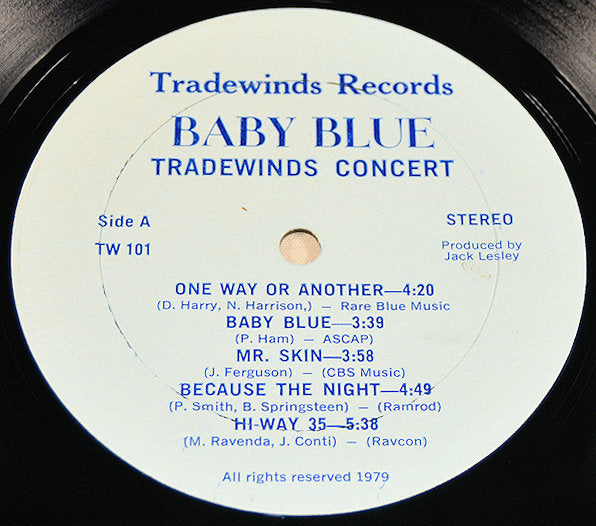 Tradewinds Records
BABY BLUE
TRADEWINDS CONCERT
Side A
STEREO
TW 101
Produced by
Jack Lesley
ONE WAY OR ANOTHER—4:20
(D. Harry, N. Harrison,) — Rare Blue Music
BABY BLUE—3:39
(P. Ham) — ASCAP)
MR. SKIN—3:58
(J. Ferguson) — (CBS Music)
BECAUSE THE NIGHT—4:49
(P. Smith, B. Springsteen) — (Ramrod)
HI-WAY 35—5:38
(M. Ravenda, J. Conti) — (Ravcon)
All rights reserved 1979